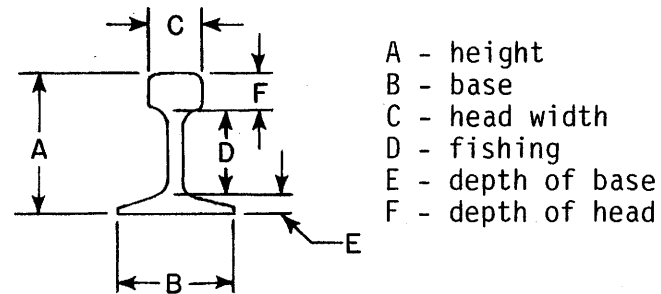 C
F
A
D
E
B
A - height
B - base
C - head width
D - fishing
E - depth of base
F - depth of head